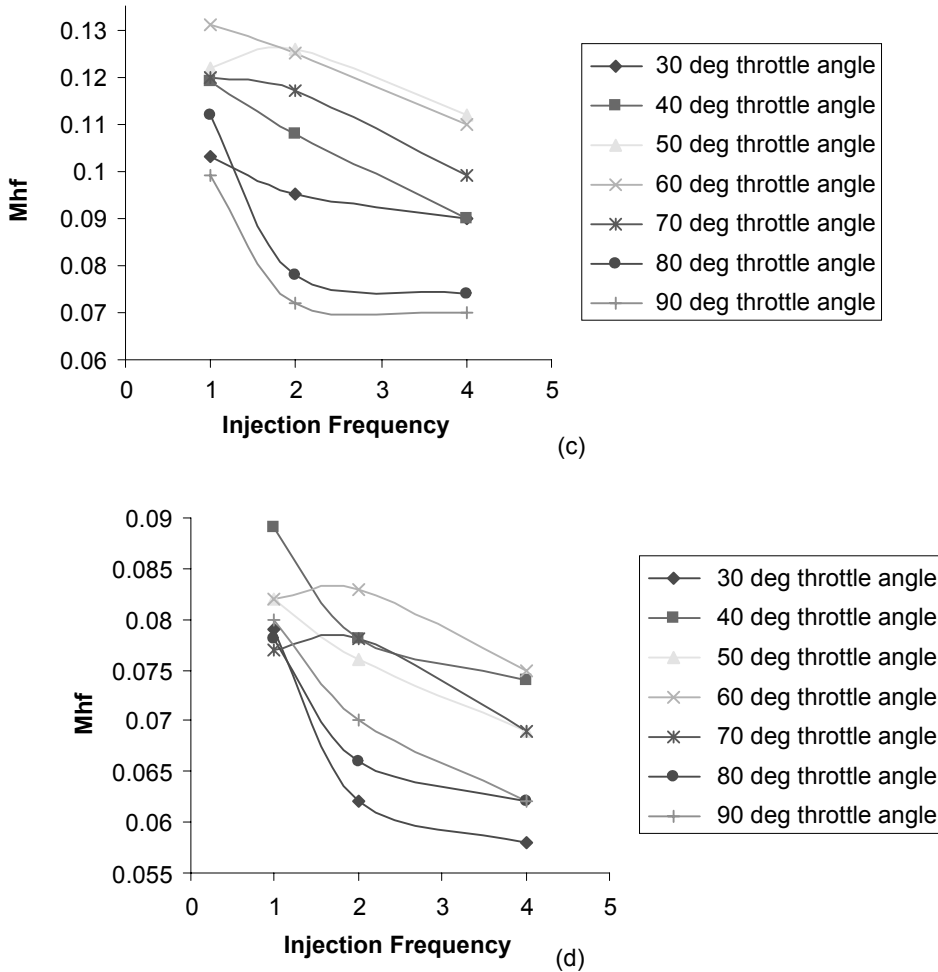 0.13
0.12
0.11
0.1
0.09
0.08
0.07
0.06
Mhf
0 1 2 3 4 5
Injection Frequency
30 deg throttle angle
40 deg throttle angle
50 deg throttle angle
60 deg throttle angle
70 deg throttle angle
80 deg throttle angle
90 deg throttle angle
(c)
0.09
0.085
0.08
0.075
0.07
0.065
0.06
0.055
Mhf
0 1 2 3 4 5
Injection Frequency
30 deg throttle angle
40 deg throttle angle
50 deg throttle angle
60 deg throttle angle
70 deg throttle angle
80 deg throttle angle
90 deg throttle angle
(d)